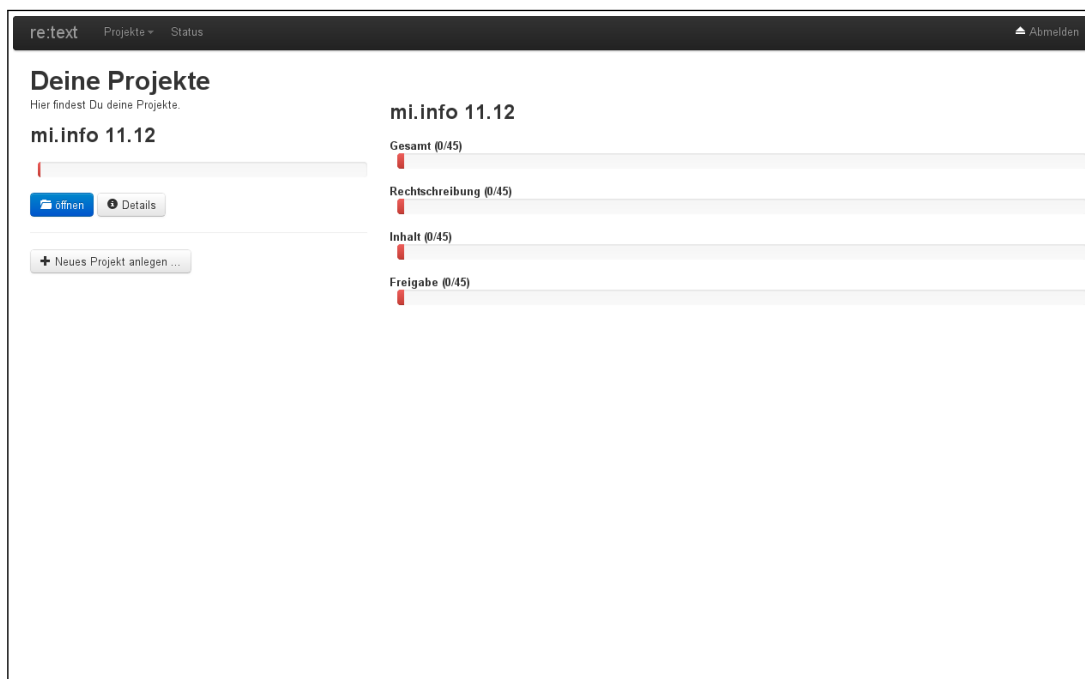 re:text Projekte Status Abmelden
Deine Projekte
Hier findest Du deine Projekte.
mi.info 11.12
öffnen Details
Neues Projekt anlegen ...
mi.info 11.12
Gesamt (0/45)
Rechtschreibung (0/45)
Inhalt (0/45)
Freigabe (0/45)